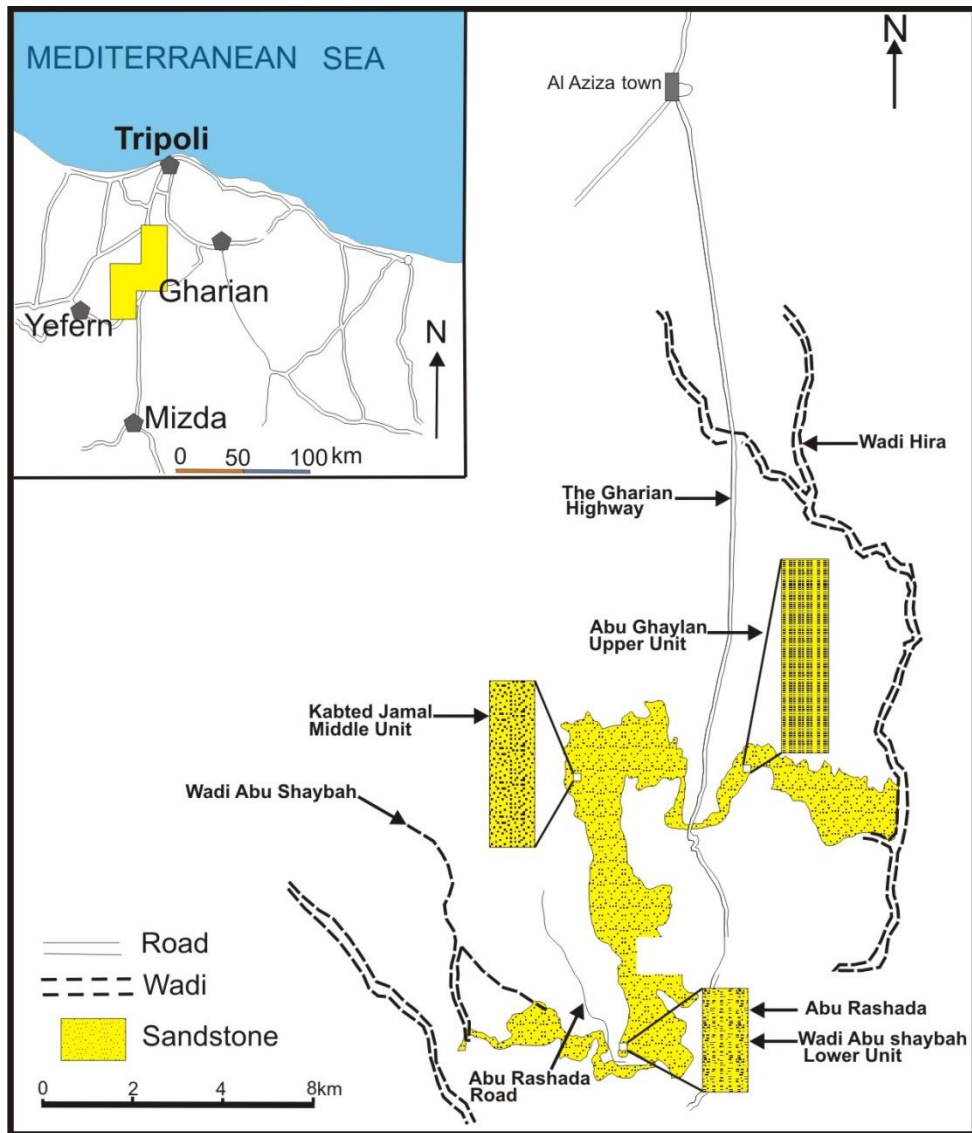 MEDITERRANEAN SEA
Tripoli
Gharian
Yefern
Mizda
N
0 50 100 km
N
Al Aziza town
Wadi Hira
The Gharian
Highway
Abu Ghaylan
Upper Unit
Kabted Jamal
Middle Unit
Wadi Abu Shaybah
Road
Wadi
Sandstone
0 2 4 8km
Abu Rashada
Road
Abu Rashada
Wadi Abu shaybah
Lower Unit